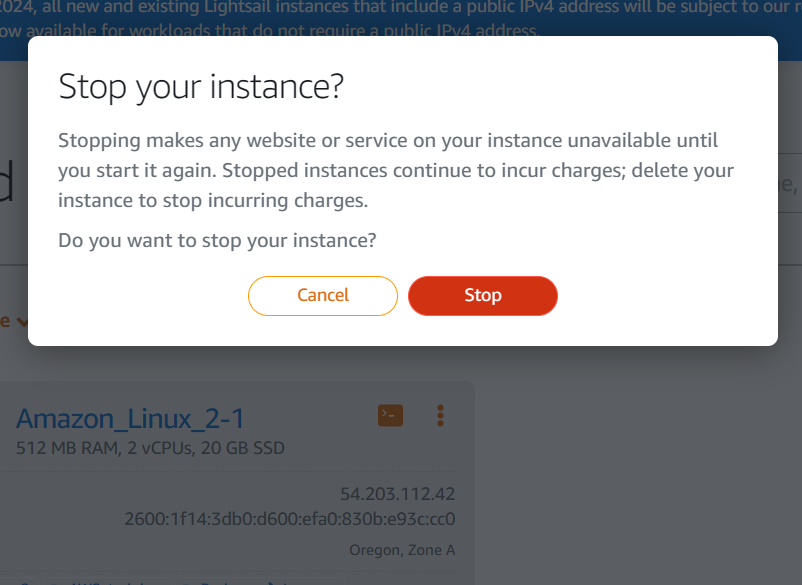 2024, all new and existing Lightsail instances that include a public IPv4 address will be subject to our
ow available for workloads that do not require a public IPv4 address.
Stop your instance?
Stopping makes any website or service on your instance unavailable until
you start it again. Stopped instances continue to incur charges; delete your
instance to stop incurring charges.
Do you want to stop your instance?
Cancel Stop
Amazon_Linux_2-1
512 MB RAM, 2 vCPUs, 20 GB SSD
54.203.112.42
2600:1f14:3db0:d600:efa0:830b:e93c:cc0
Oregon, Zone A